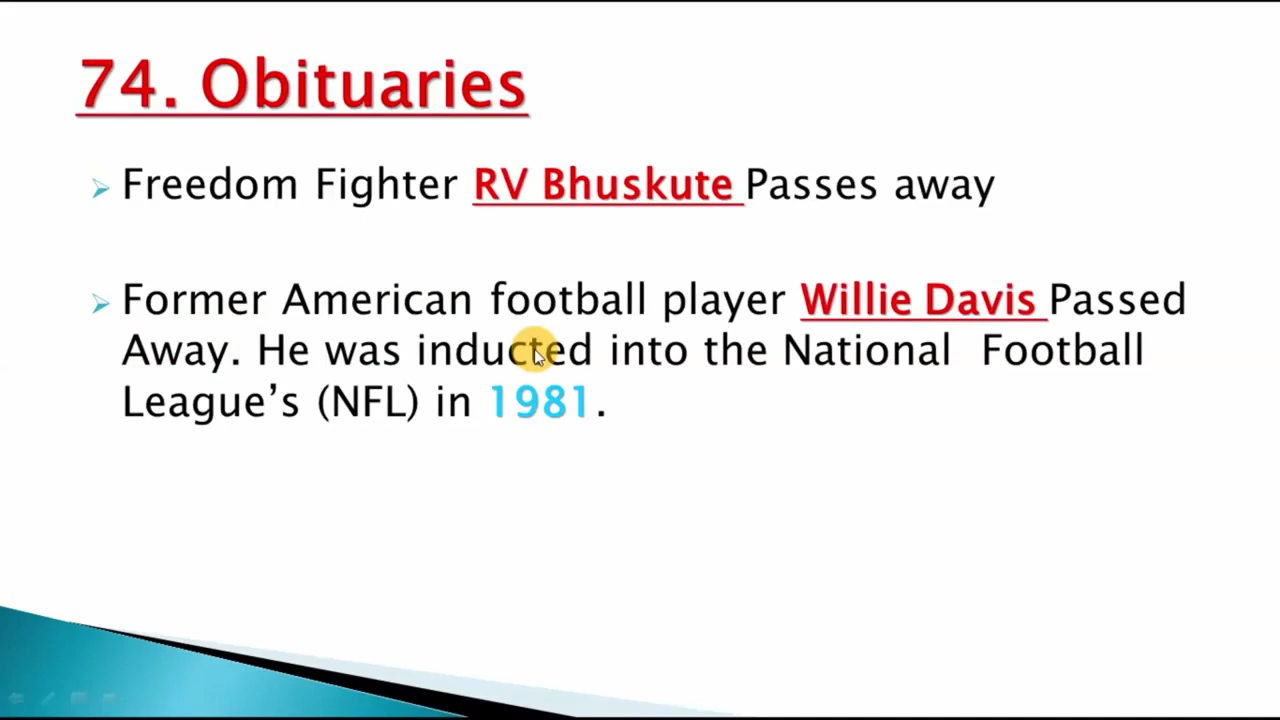 74. Obituaries
Freedom Fighter RV Bhuskute Passes away
Former American football player Willie Davis Passed
Away. He was inducted into the National Football
League’s (NFL) in 1981.